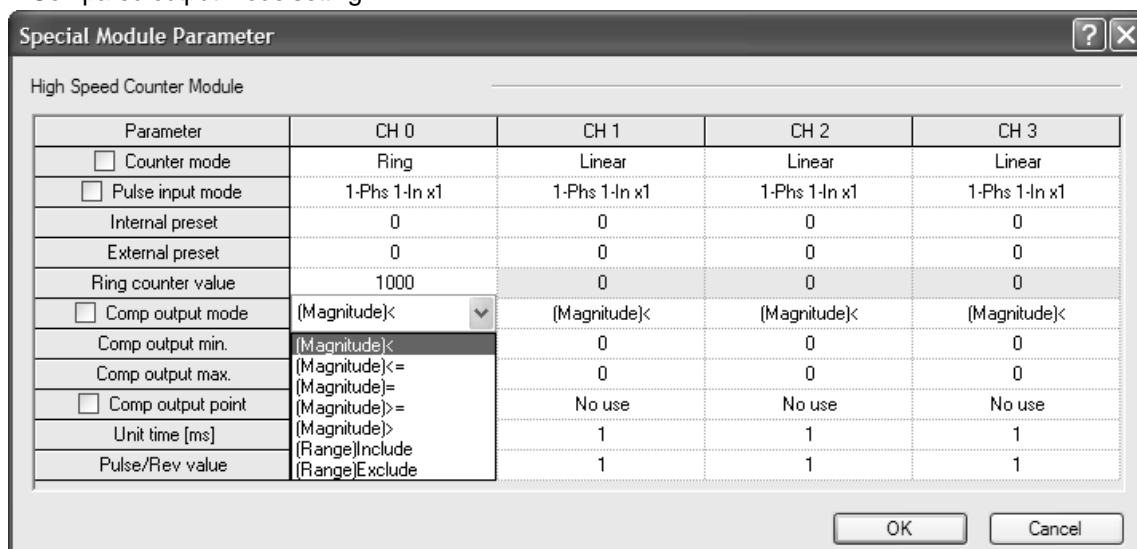 Special Module Parameter
High Speed Counter Module
Parameter CH 0 CH 1 CH 2 CH 3
Counter mode Ring Linear Linear Linear
Pulse input mode 1-Phs 1-In x1 1-Phs 1-In x1 1-Phs 1-In x1 1-Phs 1-In x1
Internal preset 0 0 0 0
External preset 0 0 0 0
Ring counter value 1000 0 0 0
Comp output mode (Magnitude)< (Magnitude)< (Magnitude)< (Magnitude)<
Comp output min. (Magnitude)< 0 0 0
(Magnitude)<=
Comp output max. (Magnitude)= 0 0 0
(Magnitude)>=
Comp output point No use No use No use
(Magnitude)>
Unit time [ms] 1 1 1
(Range)Include
Pulse/Rev value (Range)Exclude 1 1 1
OK Cancel